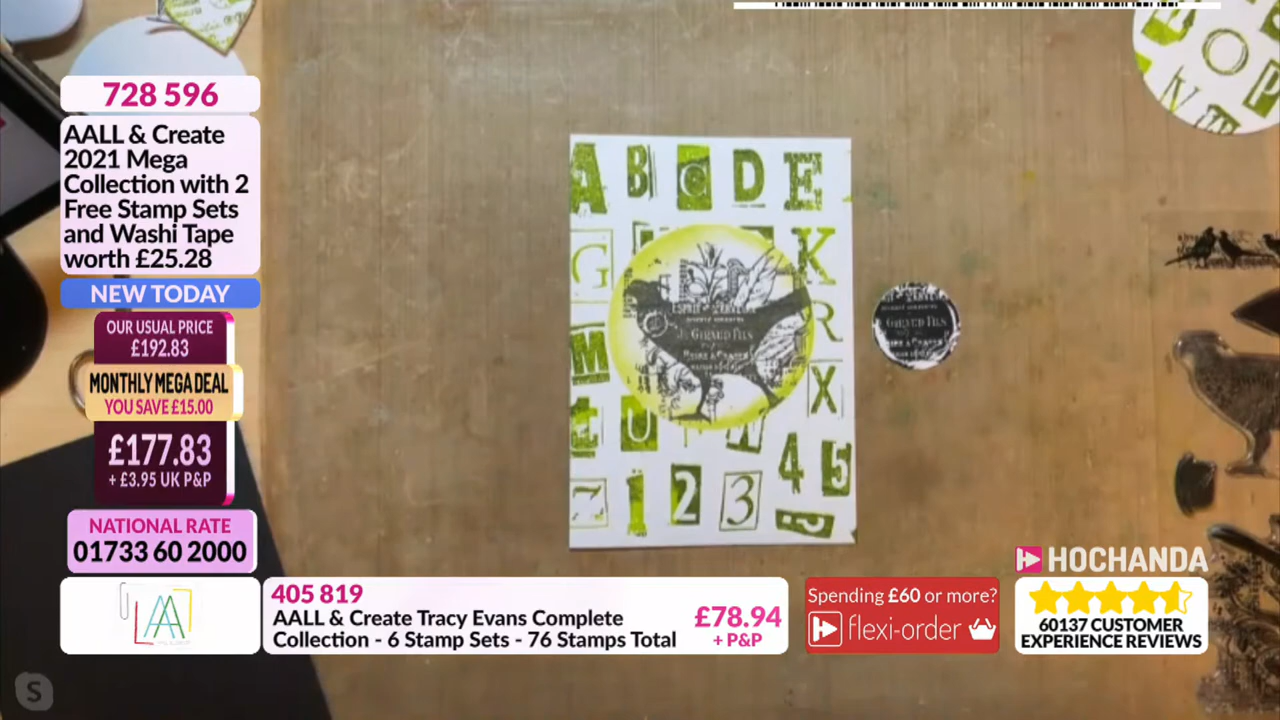 728 596
AALL & Create
2021 Mega
Collection with 2
Free Stamp Sets
and Washi Tape
worth £25.28
NEW TODAY
OUR USUAL PRICE
£192.83
MONTHLY MEGA DEAL
YOU SAVE £15.00
£177.83
+ £3.95 UK P&P
NATIONAL RATE
01733 60 2000
A B C D E
G K
R
M X
t U
4 5
Z 1 2 3
GIRAUD FILS
405 819
AALL & Create Tracy Evans Complete
Collection - 6 Stamp Sets - 76 Stamps Total
£78.94
+ P&P
Spending £60 or more?
flexi-order
HOCHANDA
60137 CUSTOMER
EXPERIENCE REVIEWS
S